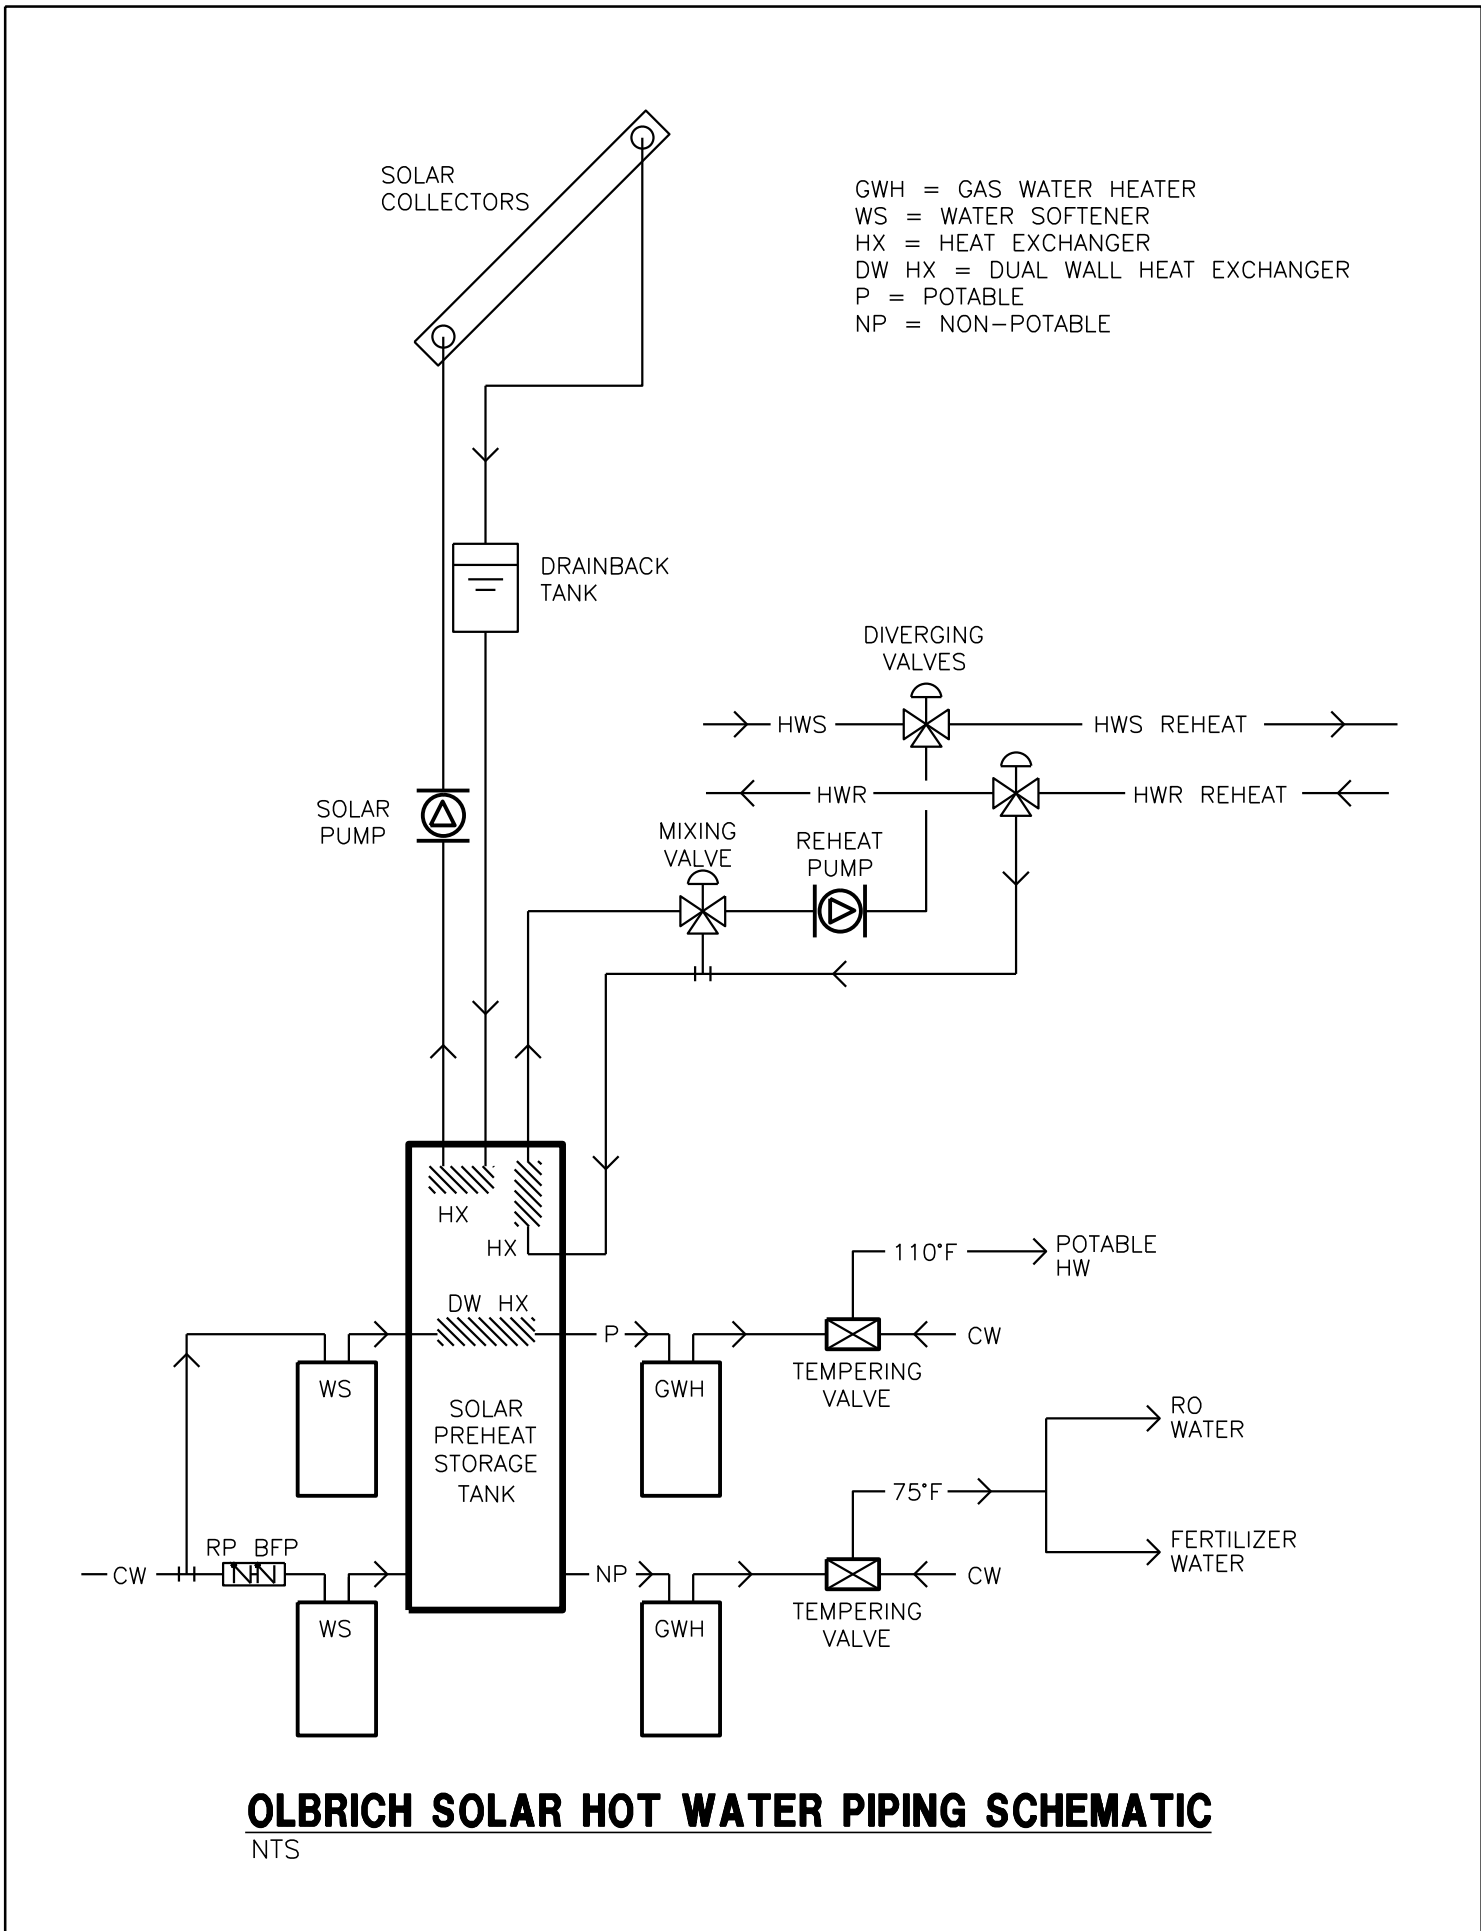 SOLAR
COLLECTORS
GWH = GAS WATER HEATER
WS = WATER SOFTENER
HX = HEAT EXCHANGER
DW HX = DUAL WALL HEAT EXCHANGER
P = POTABLE
NP = NON-POTABLE
DRAINBACK
TANK
DIVERGING
VALVES
HWS
HWS REHEAT
HWR
HWR REHEAT
SOLAR
PUMP
MIXING
VALVE
REHEAT
PUMP
HX
HX
110°F
POTABLE
HW
DW HX
P
CW
WS
GWH
TEMPERING
VALVE
SOLAR
PREHEAT
STORAGE
TANK
RO
WATER
75°F
FERTILIZER
WATER
RP BFP
CW
NP
CW
WS
GWH
TEMPERING
VALVE
OLBRICH SOLAR HOT WATER PIPING SCHEMATIC
NTS